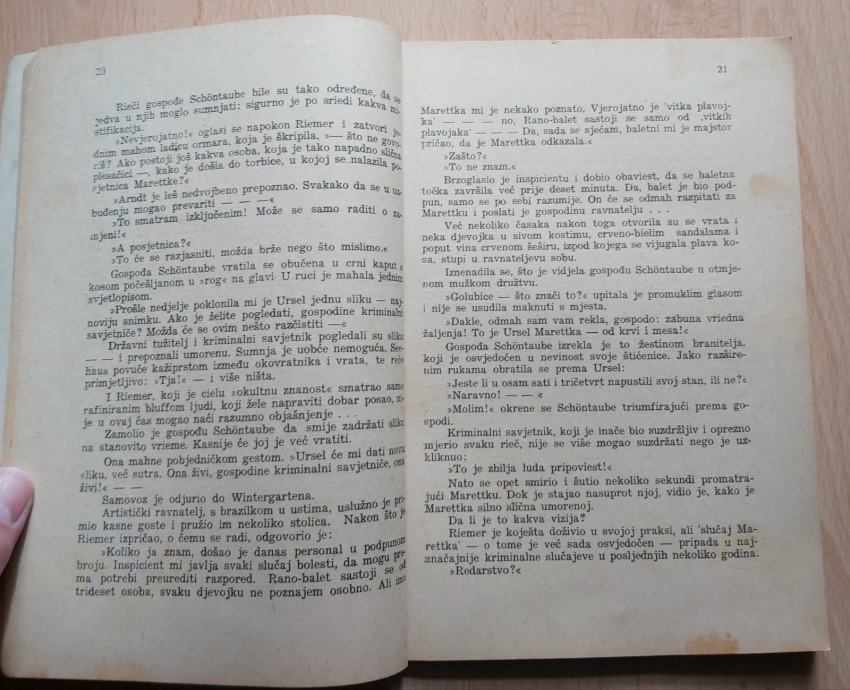 20
Rieči gospođe Schöntaube bile su tako određene, da se
jedva u njih moglo sumnjati: sigurno je po sriedi kakva mi-
stifikacija.
»Nevjerojatno!« oglasi se napokon Riemer i zatvori je-
dnim mahom ladicu ormara, koja je škripila, »— što ne govo-
riš? Ako postoji još kakva osoba, koja je tako napadno slična
plesačici —, kako je došla do torbice, u kojoj se nalazila po-
sjetnica Marettke?«
»Arndt je leš nedvojbeno prepoznao. Svakako da se u uz-
buđenju mogao prevariti — — —«
»To smatram izključenim! Može se samo raditi o za-
mjeni!«
»A posjetnica?«
»To će se razjasniti, možda brže nego što mislimo.«
Gospođa Schöntaube vratila se obučena u crni kaput s
kosom počešljanom u »rog« na glavi. U ruci je mahala jednim
svjetlopisom.
»Prošle nedjelje poklonila mi je Ursel jednu sliku — naj-
noviju snimku. Ako je želite pogledati, gospodine kriminalni
savjetniče? Možda će se ovim nešto razčistiti —«
Državni tužitelj i kriminalni savjetnik pogledali su sliku
— — i prepoznali umorenu. Sumnja je uobće nemoguća. See-
haus povuče kažiprstom između okovratnika i vrata, te reče
primjetljivo: »Tja!« — i više ništa.
I Riemer, koji je cielu »okultnu znanost« smatrao samo
rafiniranim bluffom ljudi, koji žele napraviti dobar posao, ni-
je u ovaj čas mogao naći razumno objašnjenje . . .
Zamolio je gospođu Schöntaube da smije zadržati sliku
na stanovito vrieme. Kasnije će joj je vratiti.
Ona mahne pobjedničkom gestom. »Ursel će mi dati novu
sliku, već sutra. Ona živi, gospodine kriminalni savjetniče, ona
živi!« — —
Samovoz je odjurio do Wintergartena.
Artistički ravnatelj, s brazilkom u ustima, uslužno je pri-
mio kasne goste i pružio im nekoliko stolica. Nakon što je
Riemer izpričao, o čemu se radi, odgovorio je:
»Koliko ja znam, došao je danas personal u podpunom
broju. Inspicient mi javlja svaki slučaj bolesti, da mogu pre-
ma potrebi preurediti razpored. Rano-balet sastoji se od
trideset osoba, svaku djevojku ne poznajem osobno. Ali ime
21
Marettka mi je nekako poznato. Vjerojatno je 'vitka plavoj-
ka' — — — no, Rano-balet sastoji se samo od ‚vitkih
plavojaka' — — — Da, sada se sjećam, baletni mi je majstor
pričao, da je Marettka odkazala.«
»Zašto?«
»To ne znam.«
Brzoglasio je inspicientu i dobio obaviest, da se baletna
točka završila već prije deset minuta. Da, balet je bio pod-
pun, samo se po sebi razumije. On će se odmah razpitati za
Marettku i poslati je gospodinu ravnatelju . . .
Već nekoliko časaka nakon toga otvorila su se vrata i
neka djevojka u sivom kostimu, crveno-bielim sandalama i
poput vina crvenom šeširu, izpod kojega se vijugala plava ko-
sa, stupi u ravnateljevu sobu.
Iznenadila se, što je vidjela gospođu Schöntaube u otmje-
nom mužkom družtvu.
»Golubice — što znači to?« upitala je promuklim glasom
i nije se usudila maknuti s mjesta.
»Dakle, odmah sam vam rekla, gospodo: zabuna vriedna
žaljenja! To je Ursel Marettka — od krvi i mesa!«
Gospođa Schöntaube izrekla je to žestinom branitelja,
koji je osvjedočen u nevinost svoje štićenice. Jako razšire-
nim rukama obratila se prema Ursel:
»Jeste li u osam sati i tričetvrt napustili svoj stan, ili ne?«
»Naravno! — — «
»Molim!« okrene se Schöntaube triumfirajući prema go-
spodi.
Kriminalni savjetnik, koji je inače bio suzdržljiv i oprezno
mjerio svaku rieč, nije se više mogao suzdržati nego je uz-
kliknuo:
»To je zbilja luda pripoviest!«
Nato se opet smirio i šutio nekoliko sekundi promatra-
jući Marettku. Dok je stajao nasuprot njoj, vidio je, kako je
Marettka silno slična umorenoj.
Da li je to kakva vizija?
Riemer je koješta doživio u svojoj praksi, ali 'slučaj Ma-
rettka' — o tome je već sada osvjedočen — pripada u naj-
značajnije kriminalne slučajeve u posljednjih nekoliko godina.
»Redarstvo?«